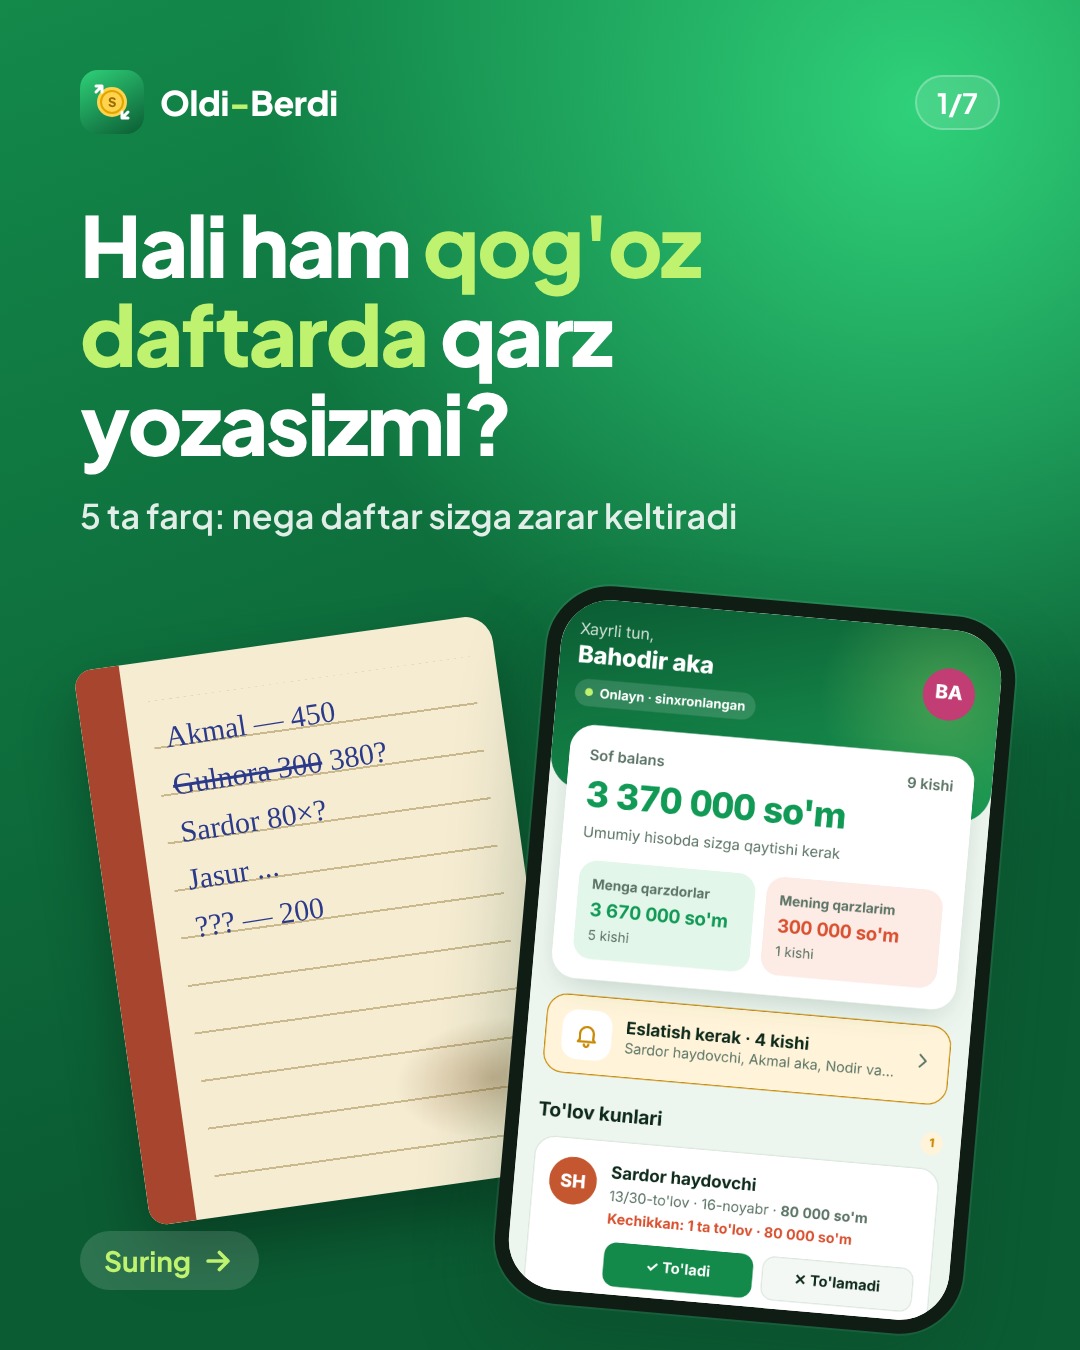 Oldi-Berdi
1/7
Hali ham qog'oz
daftarda qarz
yozasizmi?
5 ta farq: nega daftar sizga zarar keltiradi
Akmal — 450
Gulnora 300 380?
Sardor 80×?
Jasur ...
??? — 200
Xayrli tun,
Bahodir aka
BA
Onlayn · sinxronlangan
Sof balans
9 kishi
3 370 000 so'm
Umumiy hisobda sizga qaytishi kerak
Menga qarzdorlar
3 670 000 so'm
5 kishi
Mening qarzlarim
300 000 so'm
1 kishi
Eslatish kerak · 4 kishi
Sardor haydovchi, Akmal aka, Nodir va...
To'lov kunlari
1
SH
Sardor haydovchi
13/30-to'lov · 16-noyabr · 80 000 so'm
Kechikkan: 1 ta to'lov · 80 000 so'm
✓ To'ladi
✕ To'lamadi
Suring →